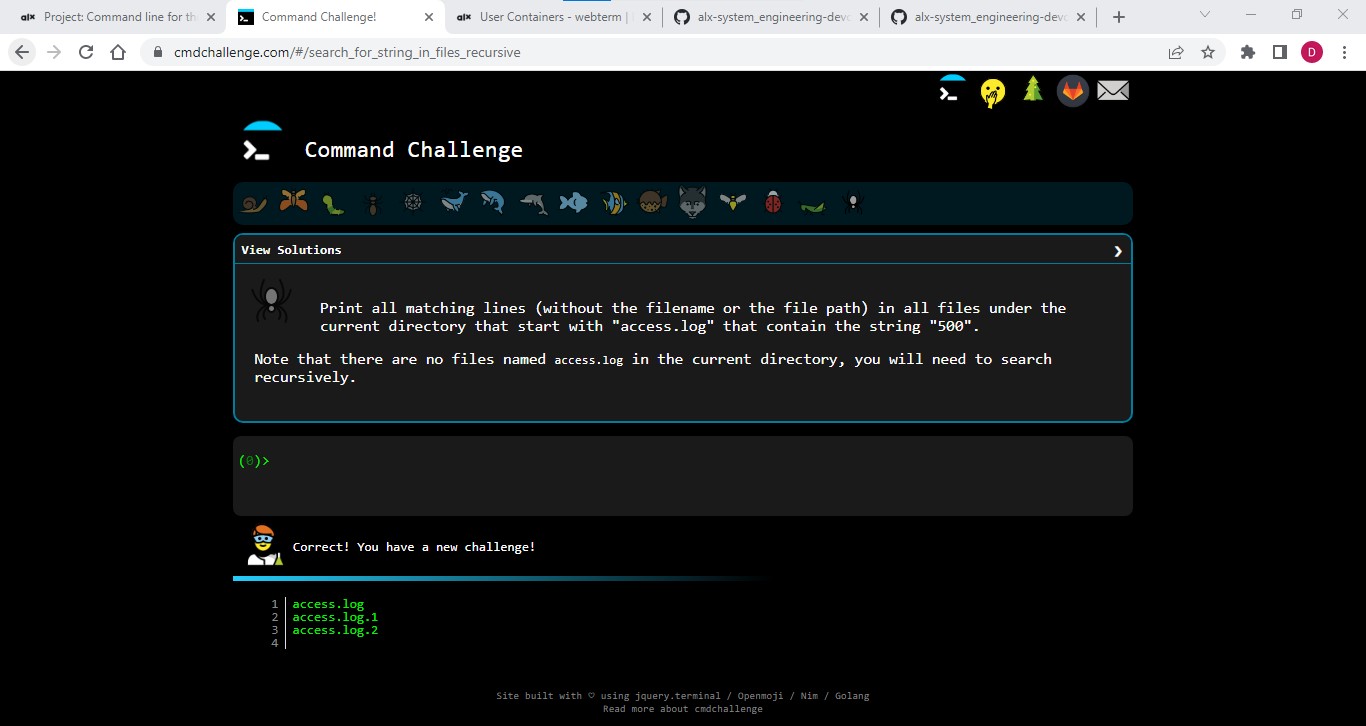 alx Project: Command line for th
Command Challenge!
alx User Containers - webterm |
alx-system_engineering-devo
alx-system_engineering-devo
cmdchallenge.com/#/search_for_string_in_files_recursive
D
Command Challenge
View Solutions
Print all matching lines (without the filename or the file path) in all files under the
current directory that start with "access.log" that contain the string "500".
Note that there are no files named access.log in the current directory, you will need to search
recursively.
(0)>
Correct! You have a new challenge!
1 access.log
2 access.log.1
3 access.log.2
4
Site built with ♡ using jquery.terminal / Openmoji / Nim / Golang
Read more about cmdchallenge